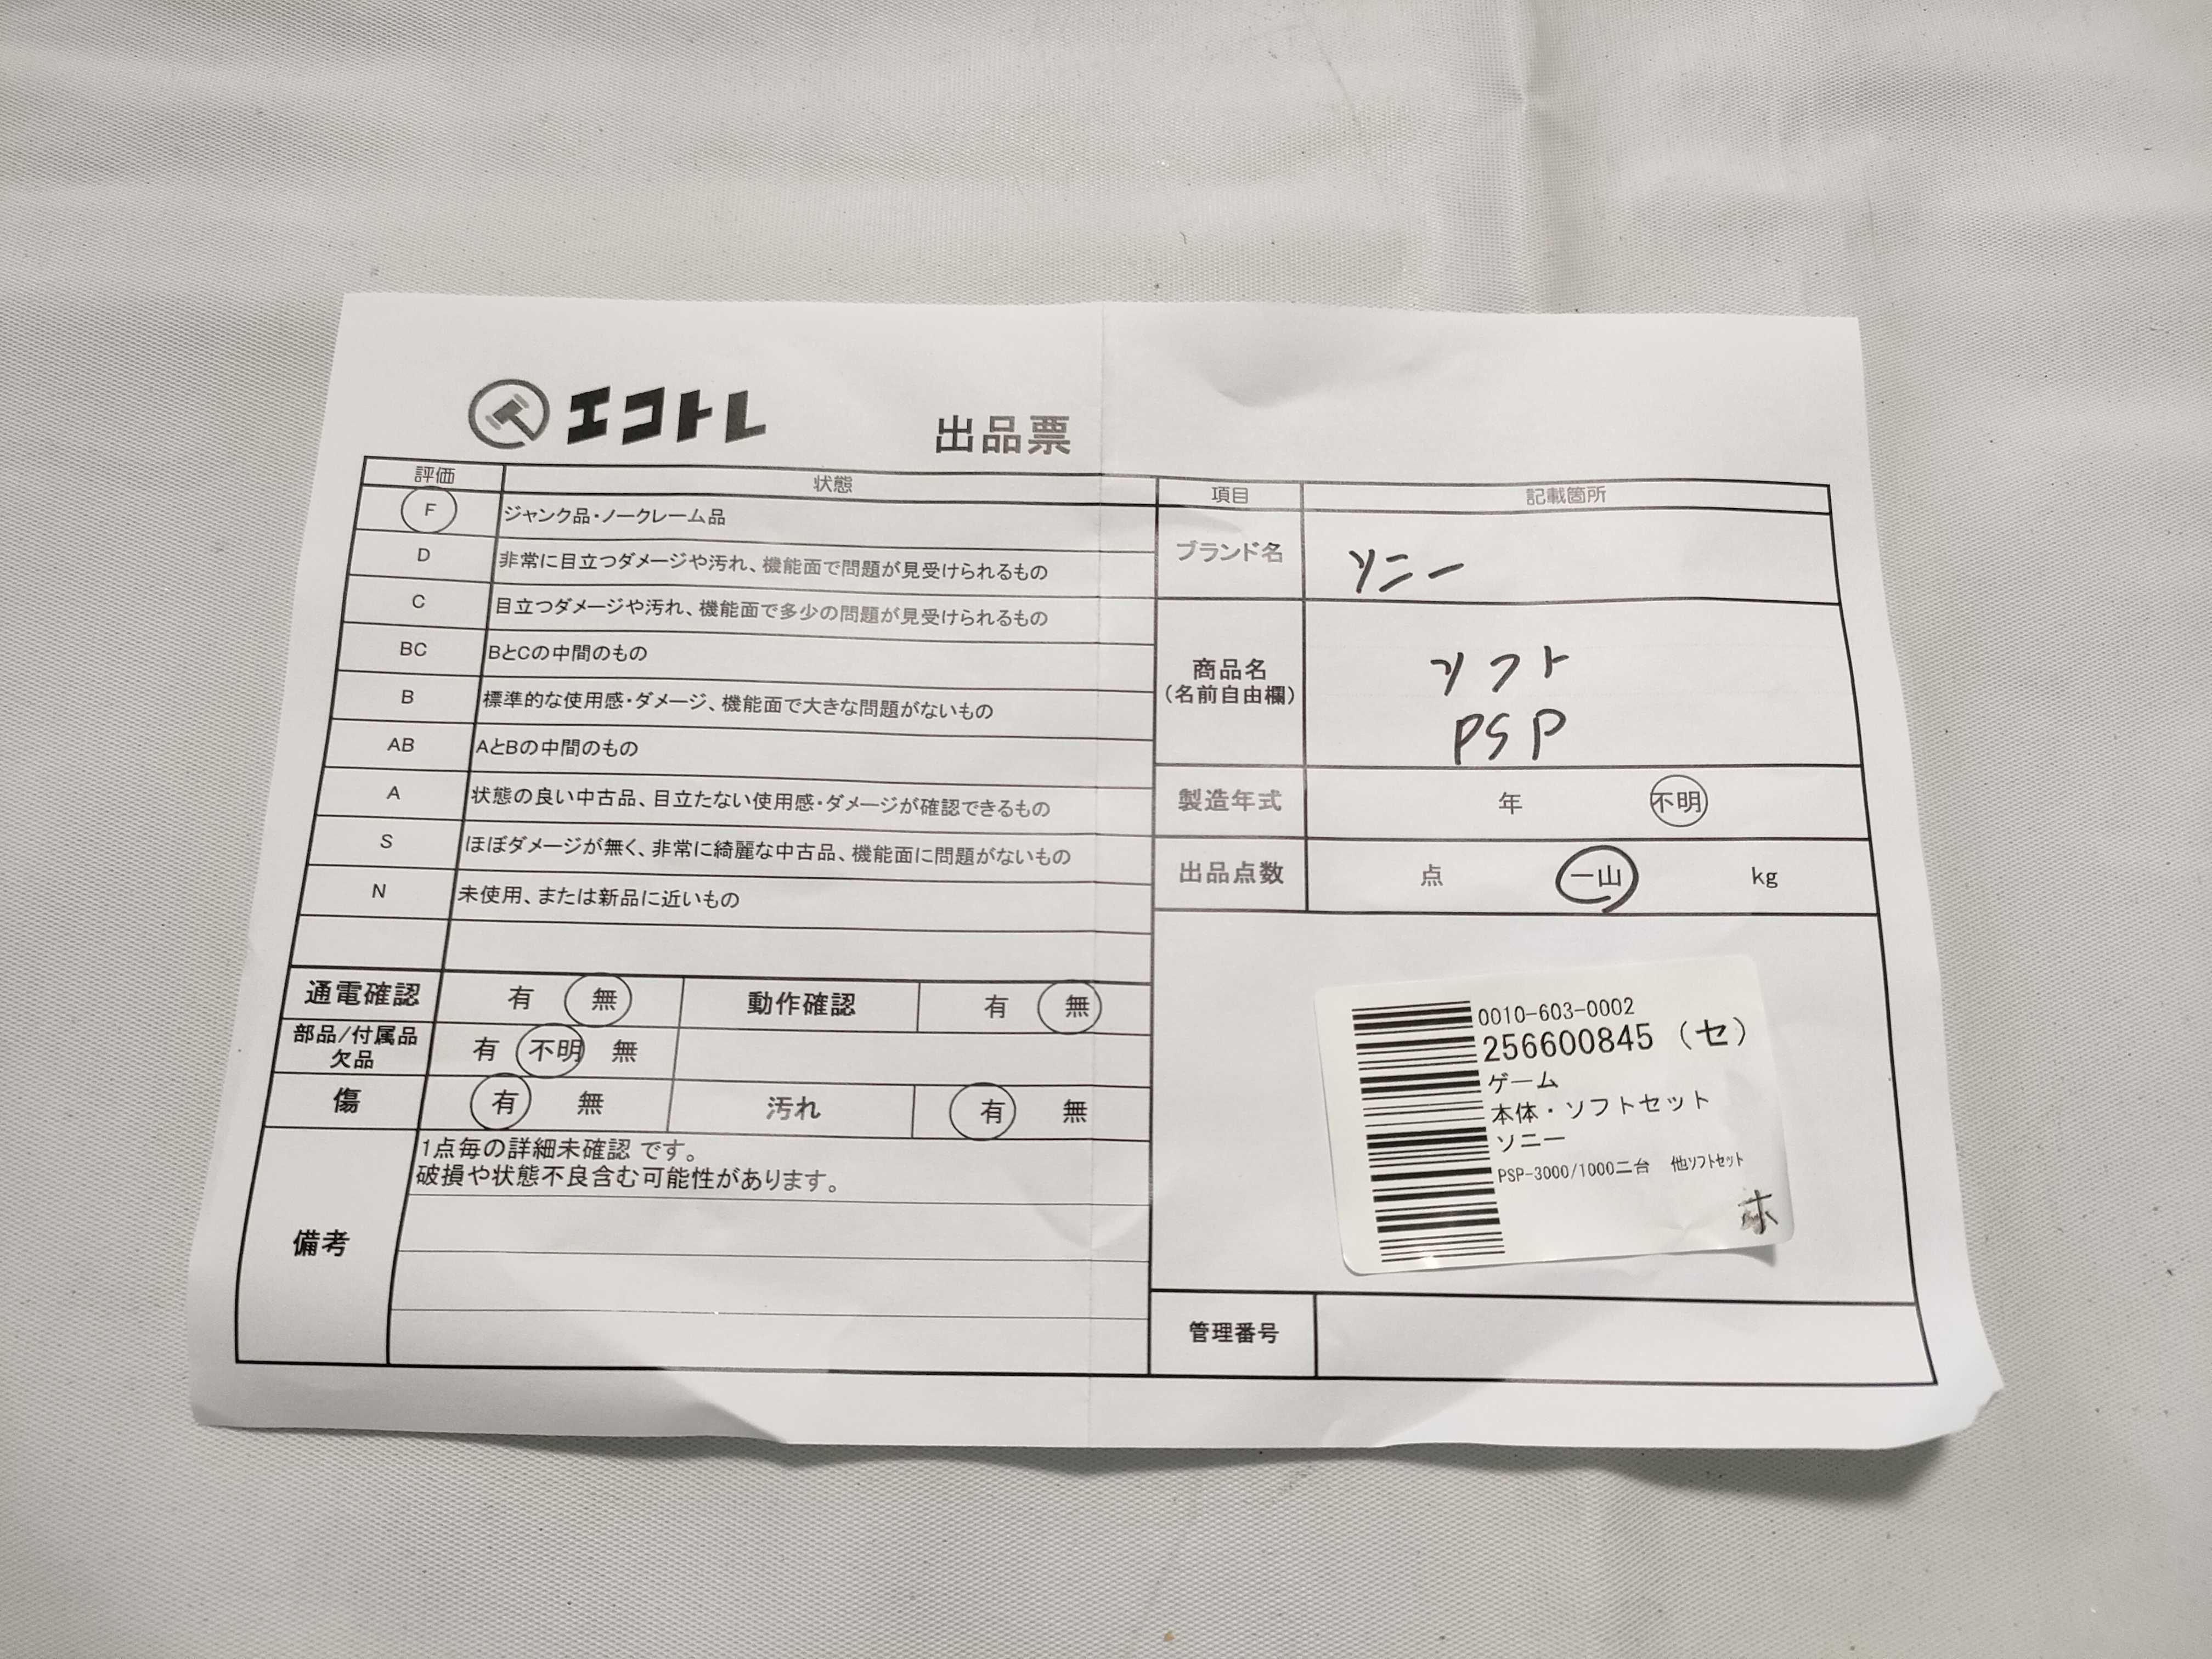 エコトレ
出品票
評価 状態
F ジャンク品・ノークレーム品
D 非常に目立つダメージや汚れ、機能面で問題が見受けられるもの
C 目立つダメージや汚れ、機能面で多少の問題が見受けられるもの
BC BとCの中間のもの
B 標準的な使用感・ダメージ、機能面で大きな問題がないもの
AB AとBの中間のもの
A 状態の良い中古品、目立たない使用感・ダメージが確認できるもの
S ほぼダメージが無く、非常に綺麗な中古品、機能面に問題がないもの
N 未使用、または新品に近いもの
通電確認 有 無 動作確認 有 無
部品/付属品
欠品 有 不明 無
傷 有 無 汚れ 有 無
備考
1点毎の詳細未確認 です。
破損や状態不良含む可能性があります。
項目 記載箇所
ブランド名 ソニー
商品名
(名前自由欄)
ソフト
PSP
製造年式 年 不明
出品点数 点 一山 kg
0010-603-0002
256600845 (セ)
ゲーム
本体・ソフトセット
ソニー
PSP-3000/1000二台 他ソフトセット
管理番号